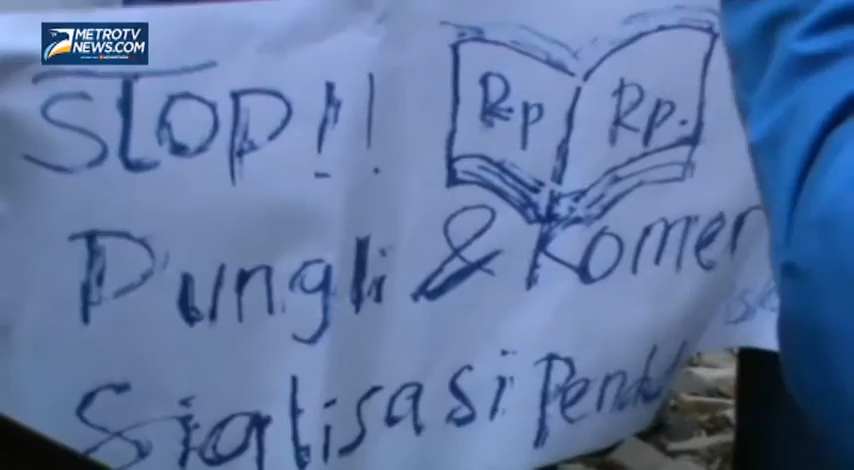 METROTV
NEWS.COM
STOP!!
Rp Rp.
Pungli & Komer
Sialisasi Pend